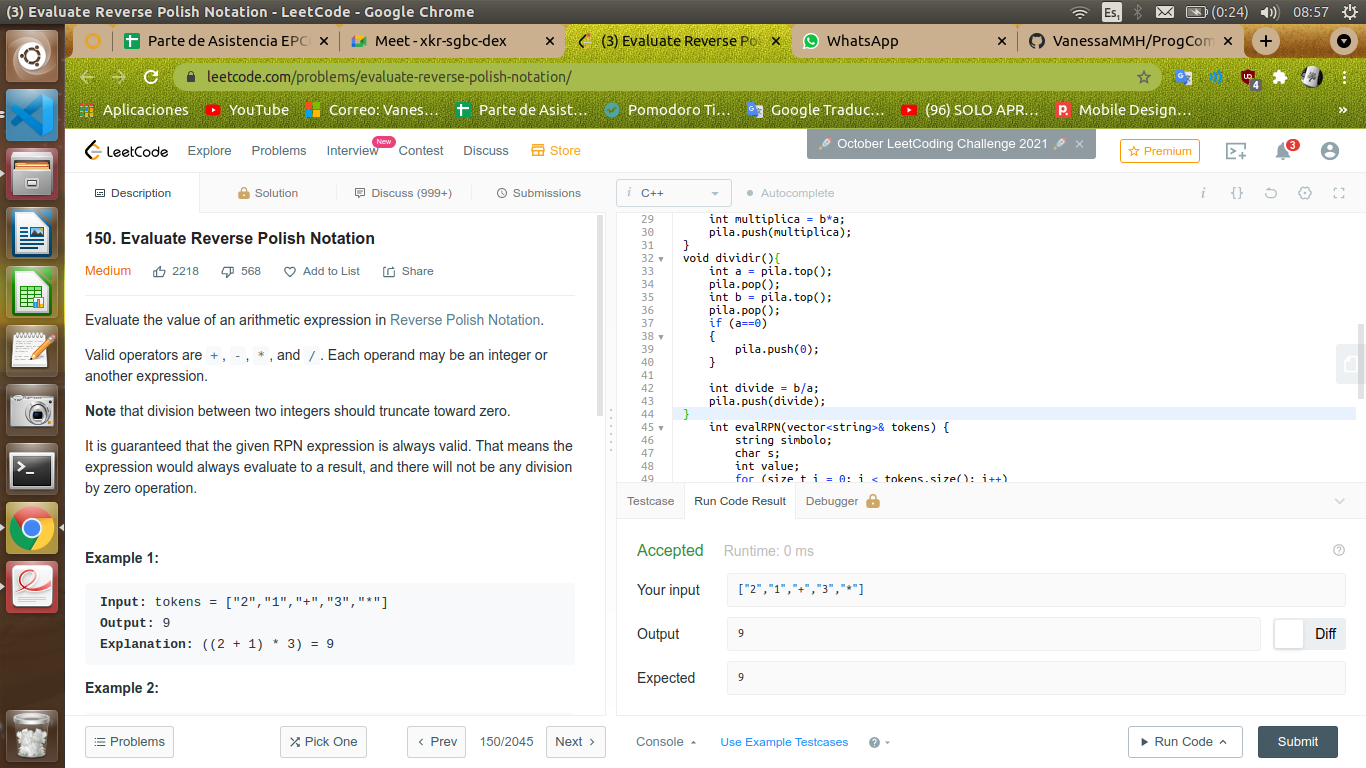 (3) Evaluate Reverse Polish Notation - LeetCode - Google Chrome
Es₁ (0:24) 08:57
Parte de Asistencia EPC × Meet - xkr-sgbc-dex × (3) Evaluate Reverse Po × WhatsApp × VanessaMMH/ProgCom × +
leetcode.com/problems/evaluate-reverse-polish-notation/
4
Aplicaciones YouTube Correo: Vanes... Parte de Asist... Pomodoro Ti... Google Traduc... (96) SOLO APR... Mobile Design... »
LeetCode Explore Problems Interview New Contest Discuss Store October LeetCoding Challenge 2021 × Premium 3
Description Solution Discuss (999+) Submissions
i C++ Autocomplete i {}
150. Evaluate Reverse Polish Notation
Medium 2218 568 Add to List Share
Evaluate the value of an arithmetic expression in Reverse Polish Notation.
Valid operators are +, -, *, and /. Each operand may be an integer or
another expression.
Note that division between two integers should truncate toward zero.
It is guaranteed that the given RPN expression is always valid. That means the
expression would always evaluate to a result, and there will not be any division
by zero operation.
Example 1:
Input: tokens = ["2","1","+","3","*"]
Output: 9
Explanation: ((2 + 1) * 3) = 9
Example 2:
29 int multiplica = b*a;
30 pila.push(multiplica);
31 }
32 void dividir(){
33 int a = pila.top();
34 pila.pop();
35 int b = pila.top();
36 pila.pop();
37 if (a==0)
38 {
39 pila.push(0);
40 }
41
42 int divide = b/a;
43 pila.push(divide);
44 }
45 int evalRPN(vector<string>& tokens) {
46 string simbolo;
47 char s;
48 int value;
49 for (size_t i = 0; i < tokens.size(); i++)
Testcase Run Code Result Debugger
Accepted Runtime: 0 ms
Your input ["2","1","+","3","*"]
Output 9 Diff
Expected 9
Problems Pick One < Prev 150/2045 Next >
Console Use Example Testcases Run Code Submit